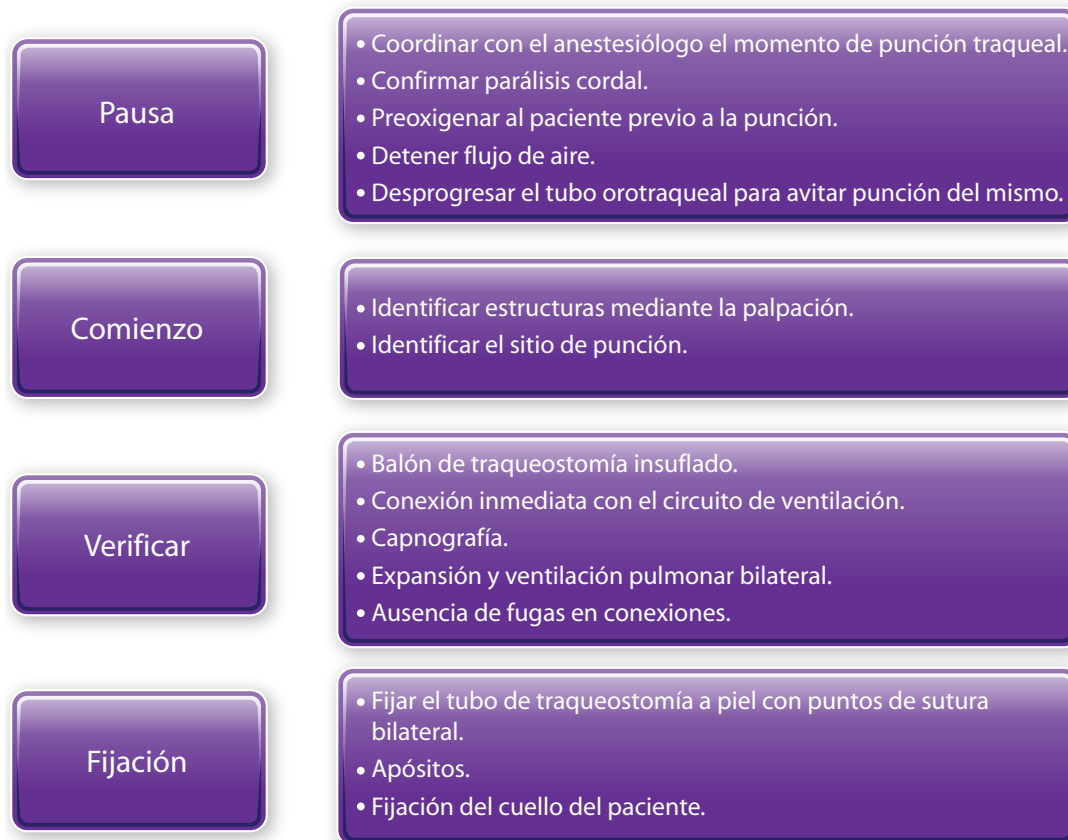 Pausa
• Coordinar con el anestesiólogo el momento de punción traqueal.
• Confirmar parálisis cordal.
• Preoxigenar al paciente previo a la punción.
• Detener flujo de aire.
• Desprogresar el tubo orotraqueal para avitar punción del mismo.
Comienzo
• Identificar estructuras mediante la palpación.
• Identificar el sitio de punción.
Verificar
• Balón de traqueostomía insuflado.
• Conexión inmediata con el circuito de ventilación.
• Capnografía.
• Expansión y ventilación pulmonar bilateral.
• Ausencia de fugas en conexiones.
Fijación
• Fijar el tubo de traqueostomía a piel con puntos de sutura
bilateral.
• Apósitos.
• Fijación del cuello del paciente.